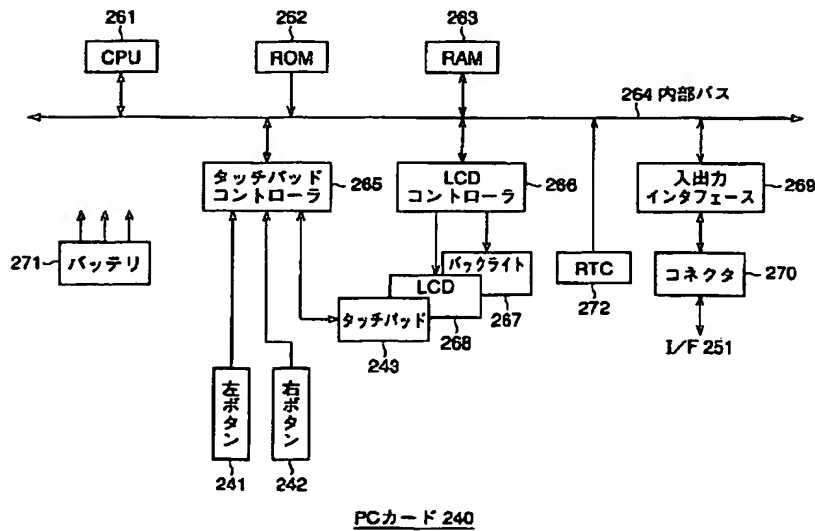 261
262
263
CPU
ROM
RAM
264 内部バス
タッチパッド
コントローラ
265
LCD
コントローラ
266
入出力
インタフェース
269
271
バッテリ
バックライト
LCD
タッチパッド
267
268
243
RTC
272
コネクタ
270
I/F 251
左ボタン
右ボタン
241
242
PCカード 240